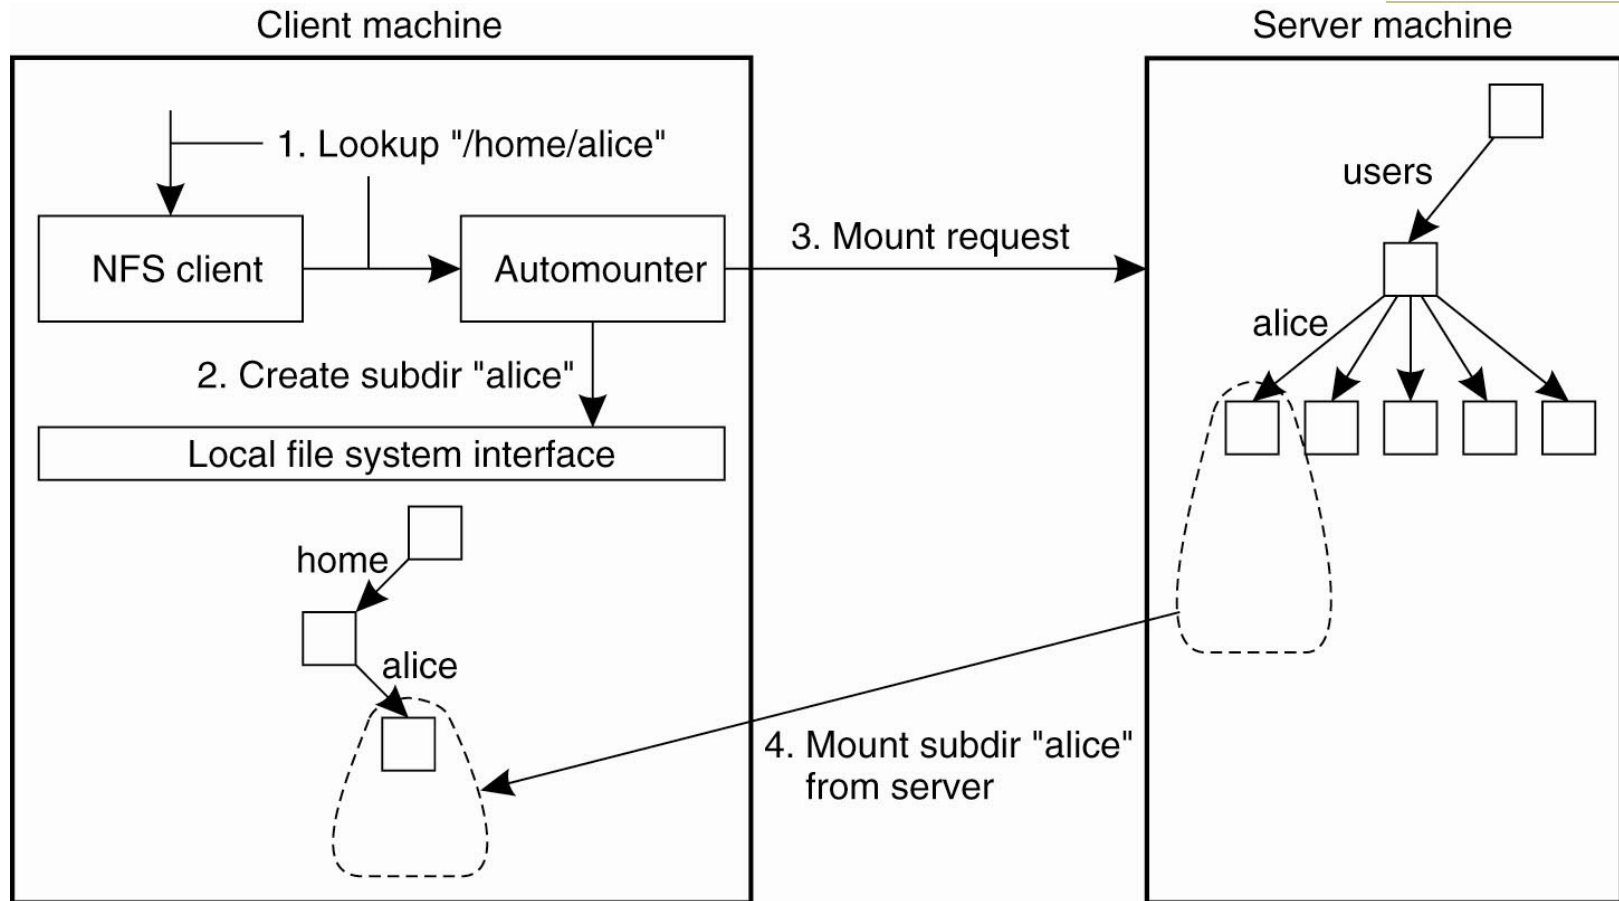 Client machine
Server machine
1. Lookup "/home/alice"
users
3. Mount request
NFS client
Automounter
alice
2. Create subdir "alice"
Local file system interface
home
alice
4. Mount subdir "alice"
from server